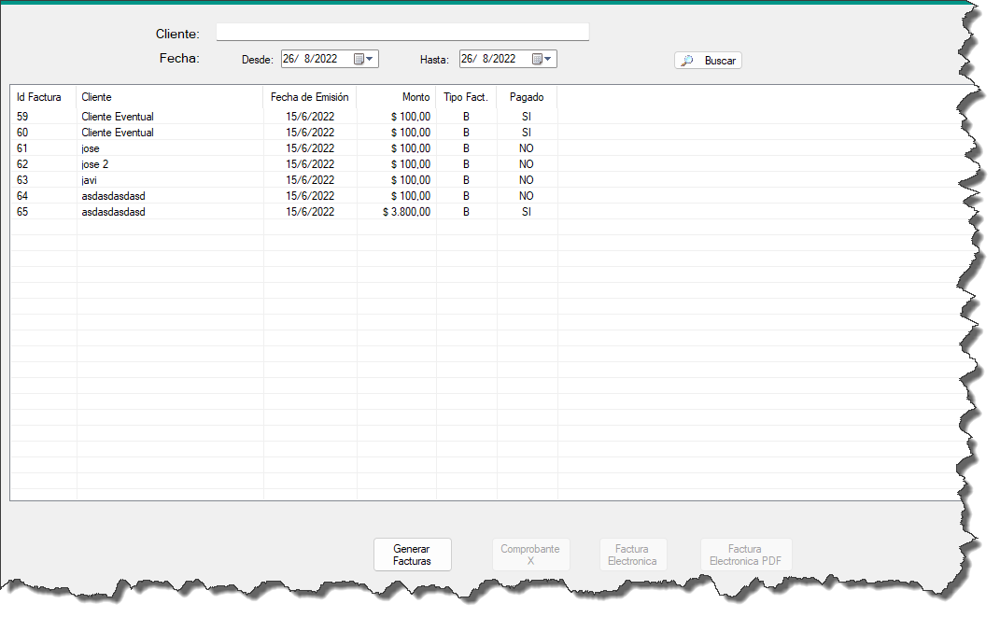 Cliente:
Fecha: Desde: 26/ 8/2022 Hasta: 26/ 8/2022 Buscar
Id Factura Cliente Fecha de Emisión Monto Tipo Fact. Pagado
59 Cliente Eventual 15/6/2022 $ 100,00 B SI
60 Cliente Eventual 15/6/2022 $ 100,00 B SI
61 jose 15/6/2022 $ 100,00 B NO
62 jose 2 15/6/2022 $ 100,00 B NO
63 javi 15/6/2022 $ 100,00 B NO
64 asdasdasdasd 15/6/2022 $ 100,00 B NO
65 asdasdasdasd 15/6/2022 $ 3.800,00 B SI
Generar
Facturas
Comprobante
X
Factura
Electronica
Factura
Electronica PDF